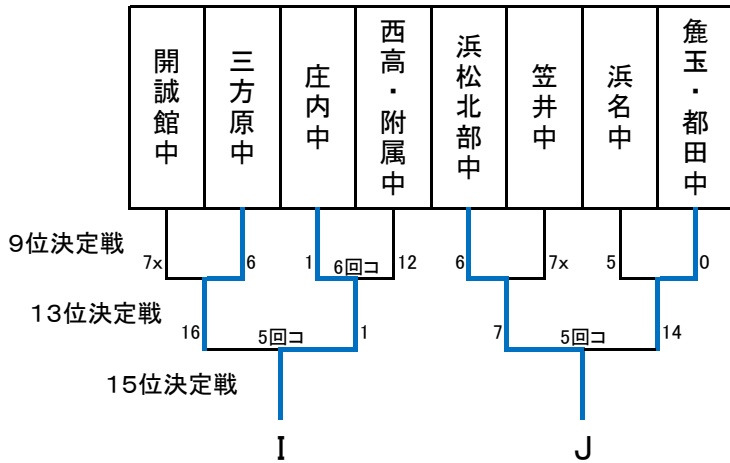 開誠館中
三方原中
庄内中
西高・附属中
浜松北部中
笠井中
浜名中
麁玉・都田中
9位決定戦
7x
6
1
6回コ
12
6
7x
5
0
13位決定戦
16
5回コ
1
7
5回コ
14
15位決定戦
I
J